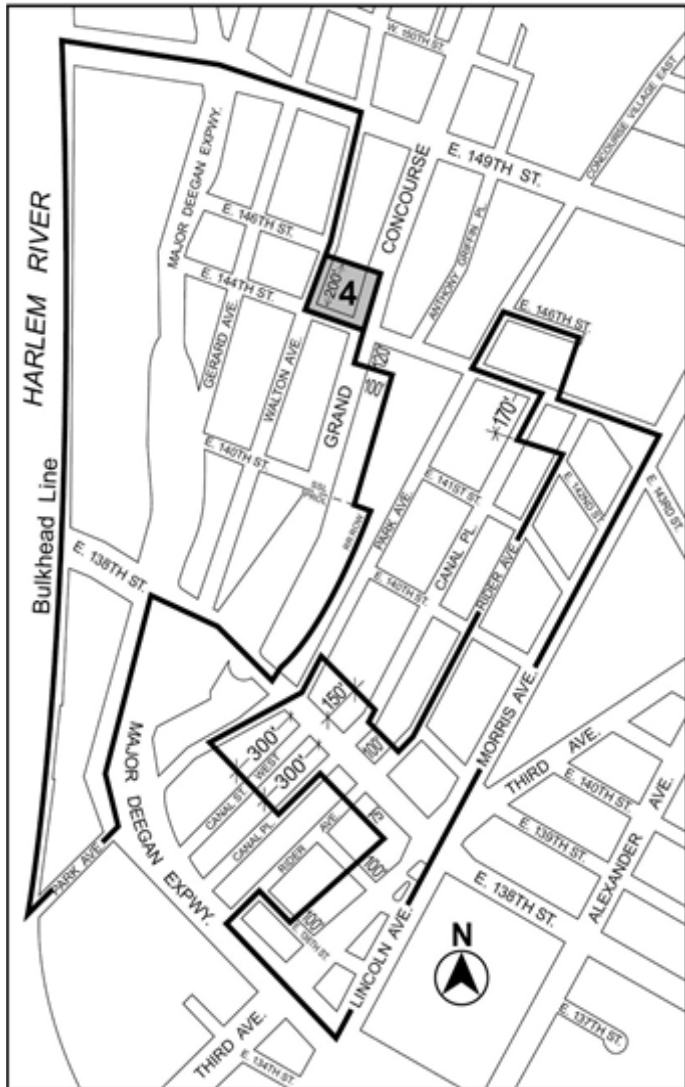 W. 150TH ST.
CONCOURSE VILLAGE EAST
MAJOR DEEGAN EXPWY.
CONCOURSE
E. 149TH ST.
E. 146TH ST.
HARLEM RIVER
ANTHONY GRIFFIN PL.
E. 144TH ST.
200'
4
E. 146TH ST.
GERARD AVE.
WALTON AVE.
120'
100'
GRAND
170'
E. 140TH ST.
PARK AVE.
E. 141ST ST.
E. 142ND ST.
E. 143RD ST.
Bulkhead Line
RR ROW
CANAL PL.
RIDER AVE.
E. 138TH ST.
E. 140TH ST.
150'
MORRIS AVE.
100'
THIRD AVE.
300'
WEST
300'
CANAL ST.
E. 140TH ST.
MAJOR DEEGAN EXPWY.
CANAL PL.
RIDER AVE.
100'
E. 139TH ST.
ALEXANDER AVE.
E. 138TH ST.
PARK AVE.
100'
LINCOLN AVE.
N
E. 137TH ST.
THIRD AVE.
E. 134TH ST.